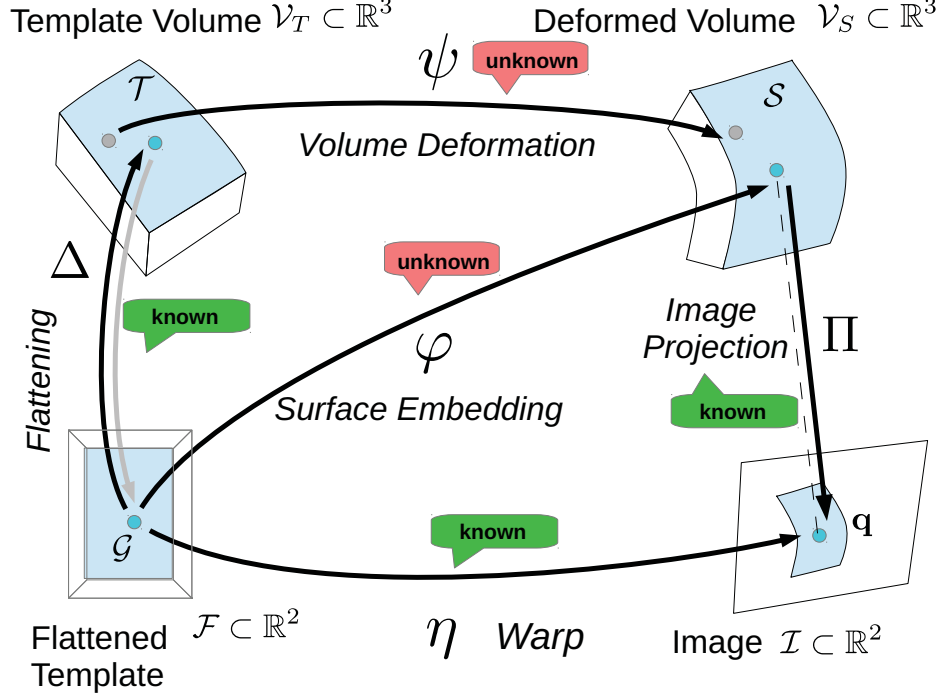 Template Volume 𝒱_T ⊂ ℝ³
Deformed Volume 𝒱_S ⊂ ℝ³
ψ unknown
𝒯
𝒮
Volume Deformation
Δ
unknown
known
Flattening
Image
Projection
Π
φ
Surface Embedding
known
known
q
𝒢
Flattened
Template
ℱ ⊂ ℝ²
η Warp
Image ℐ ⊂ ℝ²